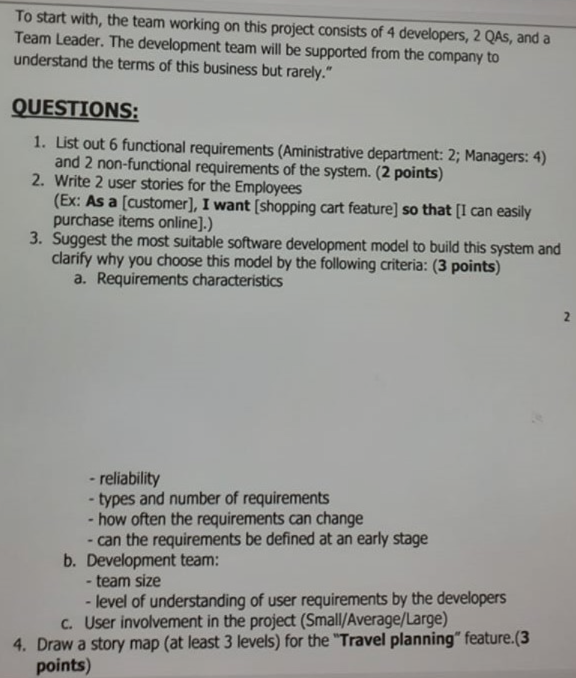 To start with, the team working on this project consists of 4 developers, 2 QAs, and a
Team Leader. The development team will be supported from the company to
understand the terms of this business but rarely."
QUESTIONS:
1. List out 6 functional requirements (Aministrative department: 2; Managers: 4)
and 2 non-functional requirements of the system. (2 points)
2. Write 2 user stories for the Employees
(Ex: As a [customer], I want [shopping cart feature] so that [I can easily
purchase items online].)
3. Suggest the most suitable software development model to build this system and
clarify why you choose this model by the following criteria: (3 points)
a. Requirements characteristics
2
- reliability
- types and number of requirements
- how often the requirements can change
- can the requirements be defined at an early stage
b. Development team:
- team size
- level of understanding of user requirements by the developers
c. User involvement in the project (Small/Average/Large)
4. Draw a story map (at least 3 levels) for the "Travel planning" feature.(3
points)